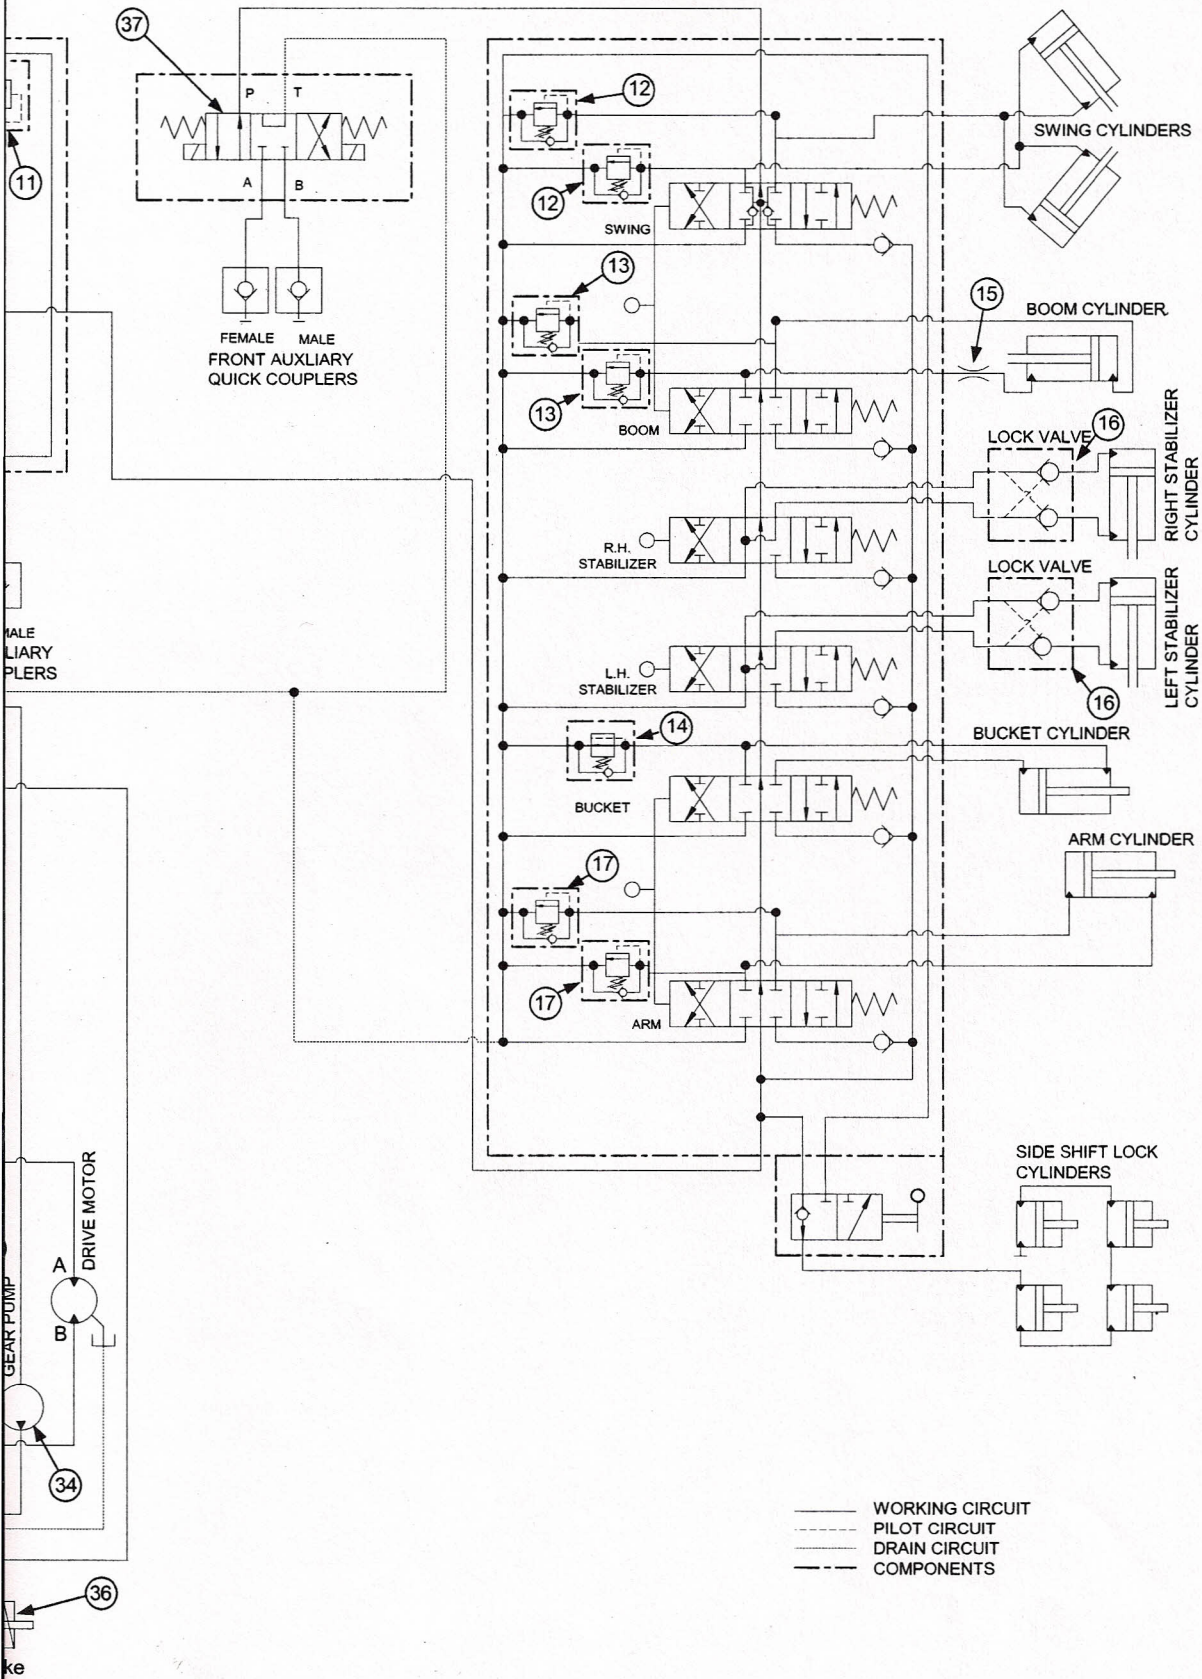 37
P
T
A
B
FEMALE
MALE
FRONT AUXLIARY
QUICK COUPLERS
11
12
12
SWING
SWING CYLINDERS
13
13
BOOM
15
BOOM CYLINDER
LOCK VALVE
16
RIGHT STABILIZER
CYLINDER
R.H.
STABILIZER
LOCK VALVE
16
LEFT STABILIZER
CYLINDER
L.H.
STABILIZER
14
BUCKET
BUCKET CYLINDER
ARM CYLINDER
17
17
ARM
LIARY
PLERS
SIDE SHIFT LOCK
CYLINDERS
DRIVE MOTOR
A
B
GEAR PUMP
34
36
ke
WORKING CIRCUIT
PILOT CIRCUIT
DRAIN CIRCUIT
COMPONENTS